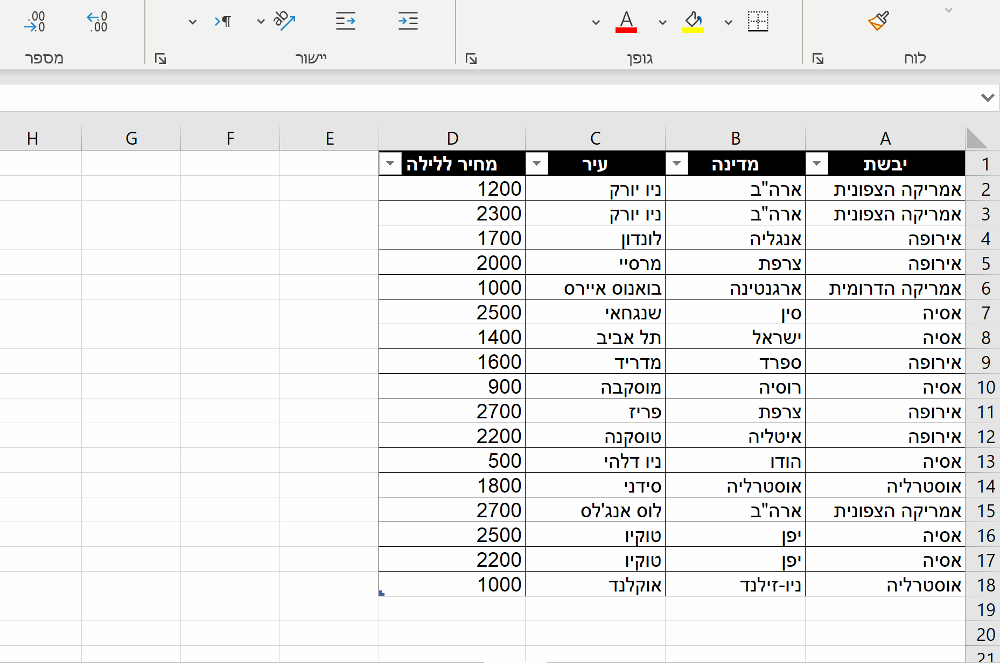 לוח גופן יישור מספר
A B C D E F G H
1 יבשת מדינה עיר מחיר ללילה
2 אמריקה הצפונית ארה"ב ניו יורק 1200
3 אמריקה הצפונית ארה"ב ניו יורק 2300
4 אירופה אנגליה לונדון 1700
5 אירופה צרפת מרסיי 2000
6 אמריקה הדרומית ארגנטינה בואנוס איירס 1000
7 אסיה סין שנגחאי 2500
8 אסיה ישראל תל אביב 1400
9 אירופה ספרד מדריד 1600
10 אסיה רוסיה מוסקבה 900
11 אירופה צרפת פריז 2700
12 אירופה איטליה טוסקנה 2200
13 אסיה הודו ניו דלהי 500
14 אוסטרליה אוסטרליה סידני 1800
15 אמריקה הצפונית ארה"ב לוס אנג'לס 2700
16 אסיה יפן טוקיו 2500
17 אסיה יפן טוקיו 2200
18 אוסטרליה ניו-זילנד אוקלנד 1000
19
20
21